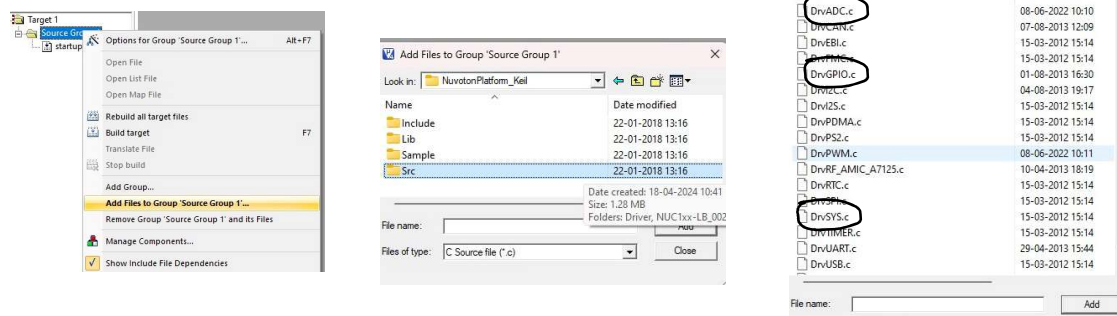 Target 1
Source Gro
startup
Options for Group 'Source Group 1'... Alt+F7
Open File
Open List File
Open Map File
Rebuild all target files
Build target F7
Translate File
Stop build
Add Group...
Add Files to Group 'Source Group 1'...
Remove Group 'Source Group 1' and its Files
Manage Components...
Show Include File Dependencies
Add Files to Group 'Source Group 1'
Look in: NuvotonPlatform_Keil
Name Date modified
Include 22-01-2018 13:16
Lib 22-01-2018 13:16
Sample 22-01-2018 13:16
Src 22-01-2018 13:16
Date created: 18-04-2024 10:41
Size: 1.28 MB
Folders: Driver, NUC1xx-LB_002
File name: Add
Files of type: C Source file (*.c) Close
DrvADC.c 08-06-2022 10:10
DrvCAN.c 07-08-2013 12:09
DrvEBI.c 15-03-2012 15:14
DrvFMC.c 15-03-2012 15:14
DrvGPIO.c 01-08-2013 16:30
DrvI2C.c 04-08-2013 19:17
DrvI2S.c 15-03-2012 15:14
DrvPDMA.c 15-03-2012 15:14
DrvPS2.c 15-03-2012 15:14
DrvPWM.c 08-06-2022 10:11
DrvRF_AMIC_A7125.c 10-04-2013 18:19
DrvRTC.c 15-03-2012 15:14
DrvSPI.c 15-03-2012 15:14
DrvSYS.c 15-03-2012 15:14
DrvTIMER.c 15-03-2012 15:14
DrvUART.c 29-04-2013 15:44
DrvUSB.c 15-03-2012 15:14
File name: Add